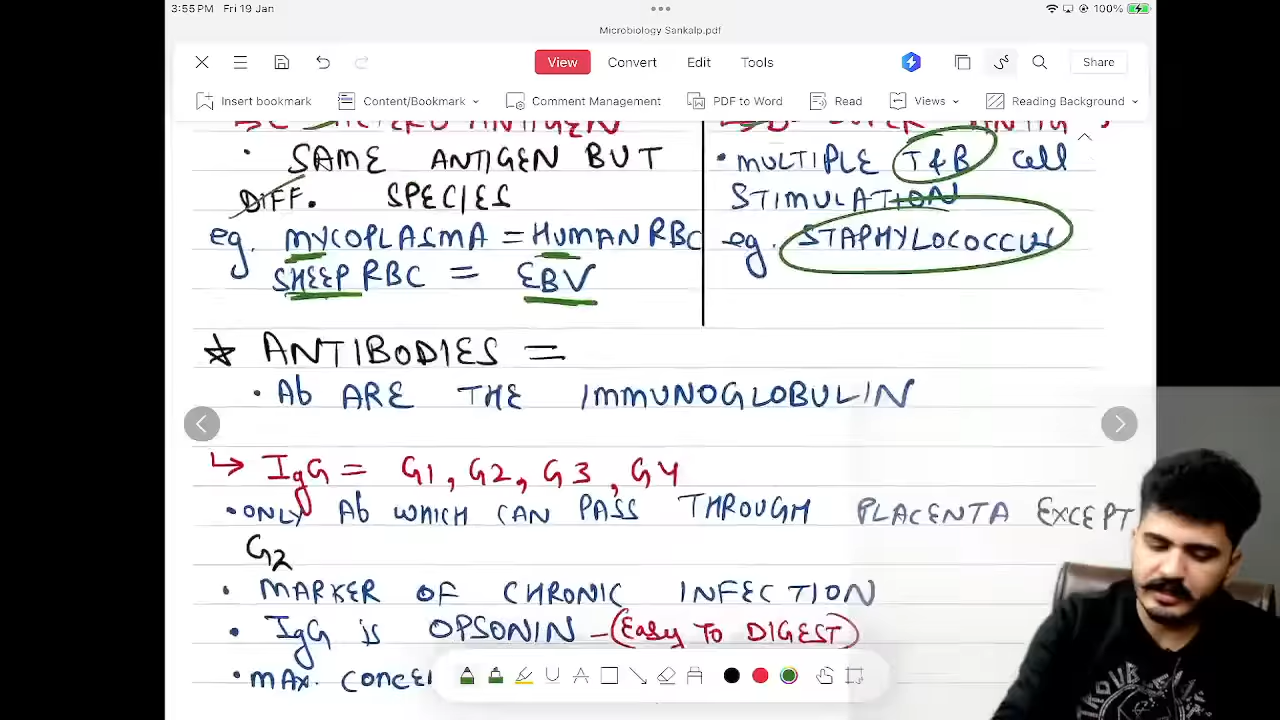 3:55 PM Fri 19 Jan
100%
Microbiology Sankalp.pdf
View Convert Edit Tools Share
Insert bookmark Content/Bookmark Comment Management PDF to Word Read Views Reading Background
ANTIGEN
• SAME ANTIGEN BUT
DIFF. SPECIES
eg. MYCOPLASMA = HUMAN RBC
SHEEP RBC = EBV
SUPER
• MULTIPLE T & B Cell
STIMULATION
eg. STAPHYLOCOCCUS
☆ ANTIBODIES =
• Ab ARE THE IMMUNOGLOBULIN
↳ IgG = G1, G2, G3, G4
• ONLY Ab WHICH CAN PASS THROUGH PLACENTA EXCEPT
G2
• MARKER OF CHRONIC INFECTION
• IgG is OPSONIN - (Easy TO DIGEST)
• MAX.